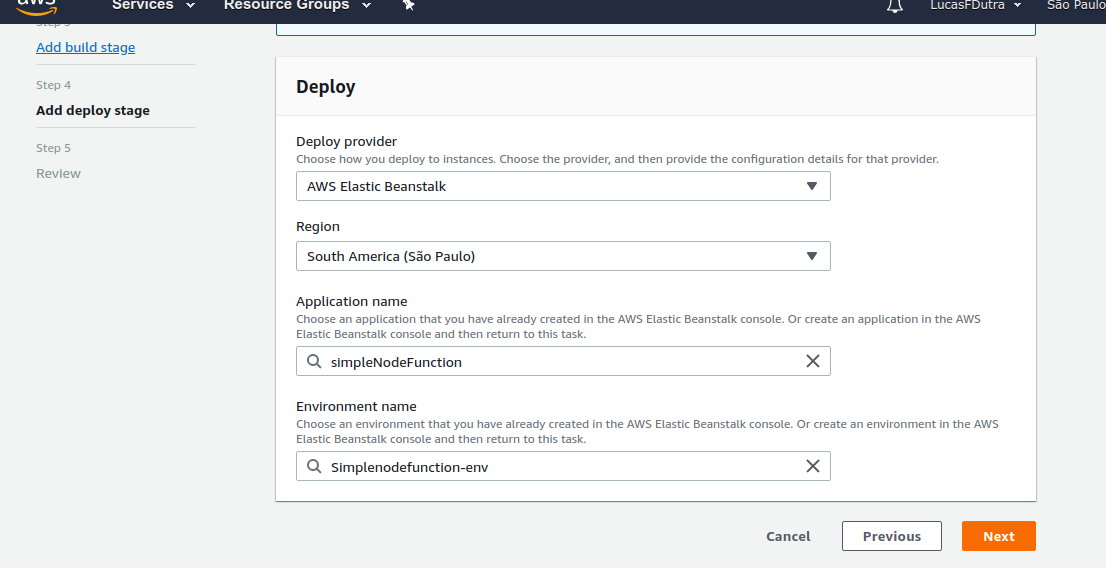 aws Services Resource Groups LucasFDutra São Paulo
Add build stage
Step 4
Add deploy stage
Step 5
Review
Deploy
Deploy provider
Choose how you deploy to instances. Choose the provider, and then provide the configuration details for that provider.
AWS Elastic Beanstalk
Region
South America (São Paulo)
Application name
Choose an application that you have already created in the AWS Elastic Beanstalk console. Or create an application in the AWS
Elastic Beanstalk console and then return to this task.
simpleNodeFunction
Environment name
Choose an environment that you have already created in the AWS Elastic Beanstalk console. Or create an environment in the AWS
Elastic Beanstalk console and then return to this task.
Simplenodefunction-env
Cancel Previous Next